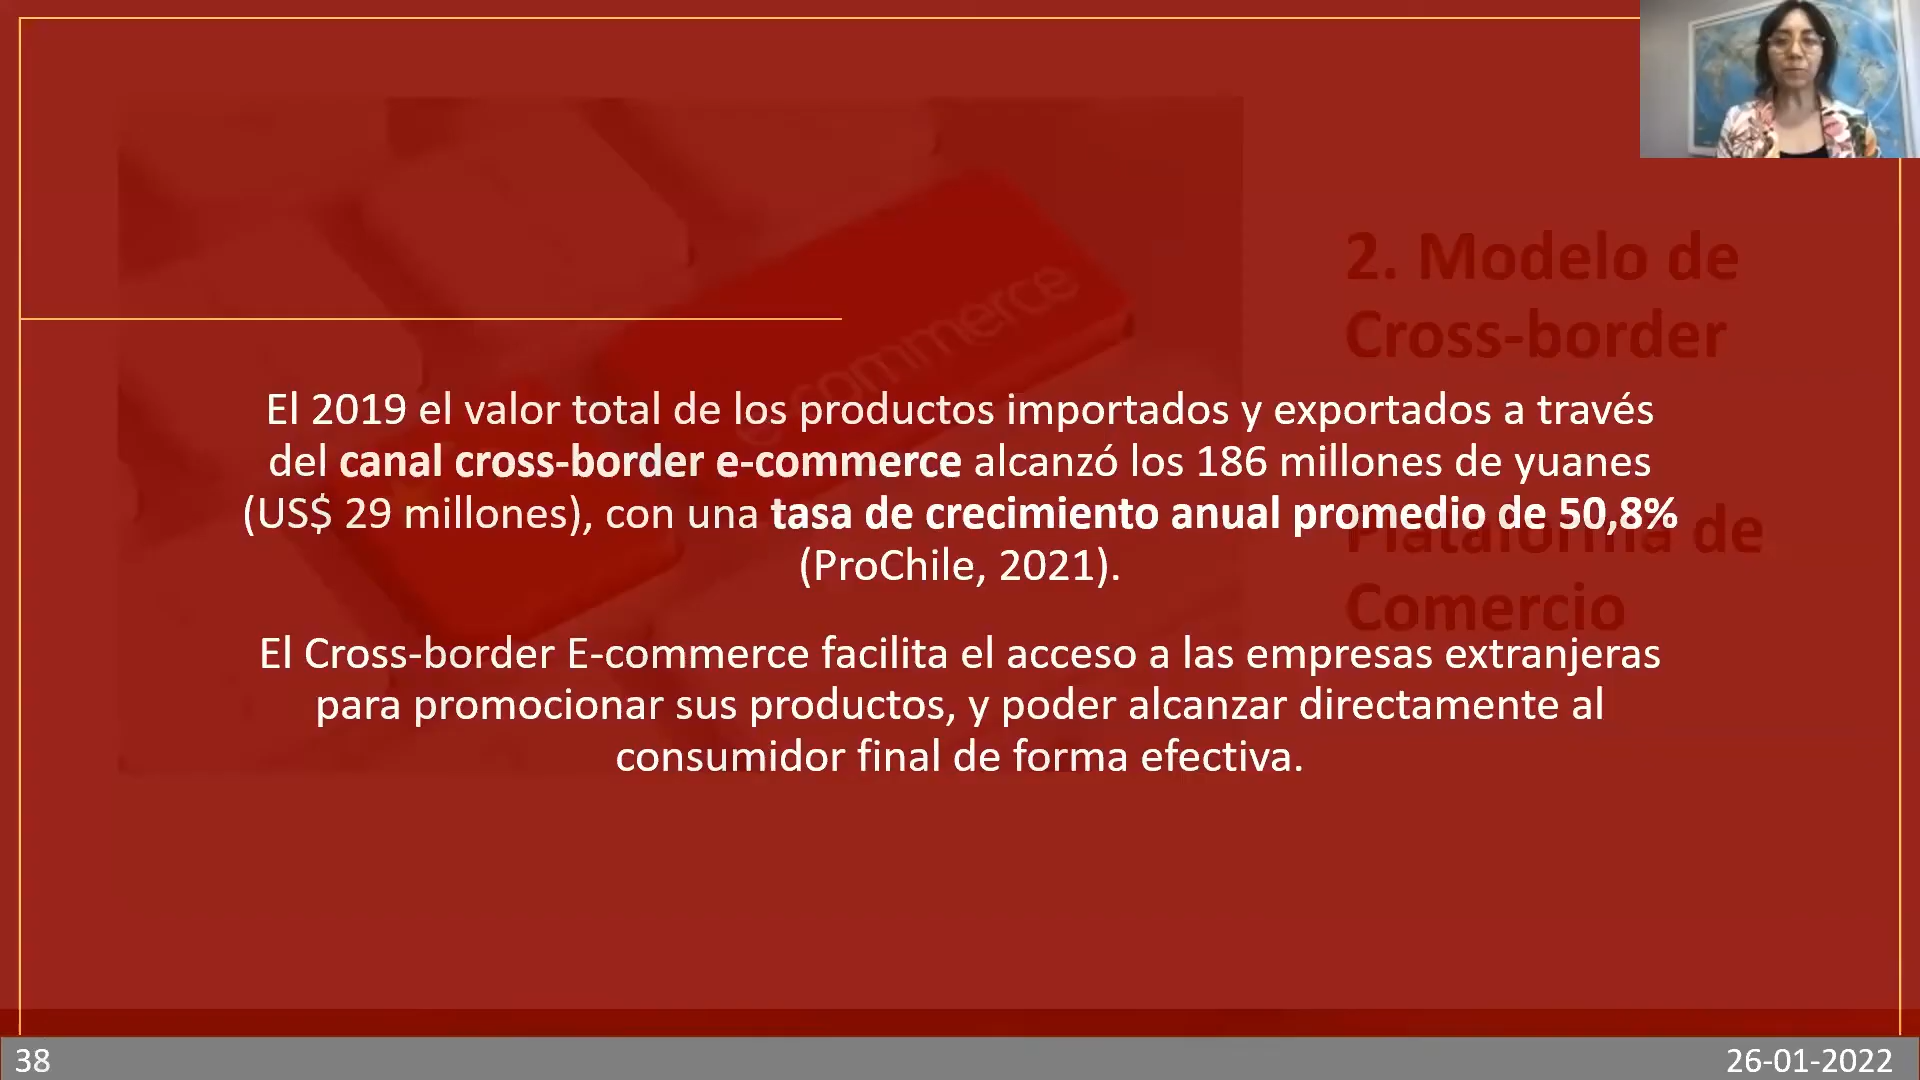 2. Modelo de
Cross-border
e-commerce
El 2019 el valor total de los productos importados y exportados a través
del canal cross-border e-commerce alcanzó los 186 millones de yuanes
(US$ 29 millones), con una tasa de crecimiento anual promedio de 50,8%
(ProChile, 2021).
Plataforma de
Comercio
El Cross-border E-commerce facilita el acceso a las empresas extranjeras
para promocionar sus productos, y poder alcanzar directamente al
consumidor final de forma efectiva.
38
26-01-2022